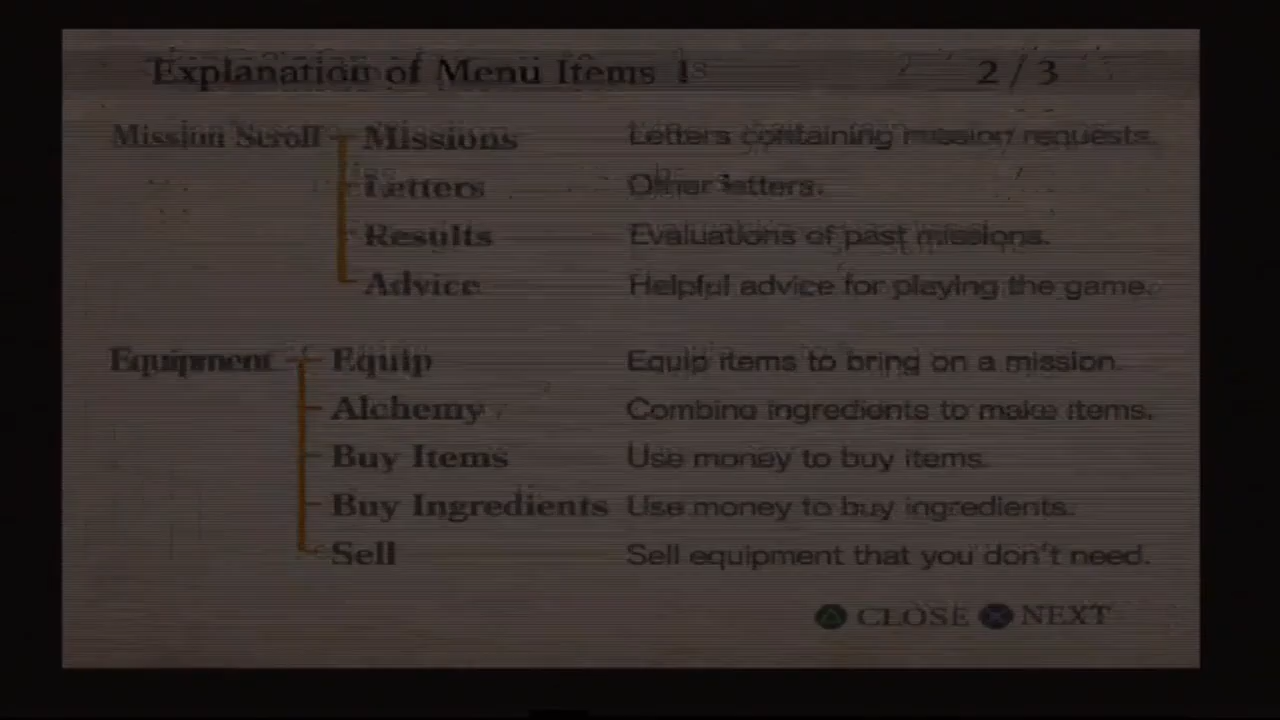 Explanation of Menu Items 1 2/3
Mission Scroll Missions Letters containing mission requests.
Letters Other letters.
Results Evaluations of past missions.
Advice Helpful advice for playing the game.
Equipment Equip Equip items to bring on a mission.
Alchemy Combine ingredients to make items.
Buy Items Use money to buy items.
Buy Ingredients Use money to buy ingredients.
Sell Sell equipment that you don't need.
CLOSE NEXT